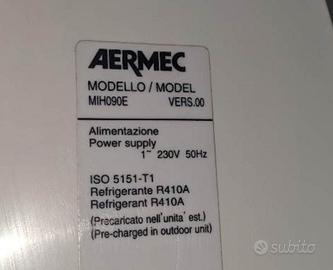 AERMEC
MODELLO / MODEL
MIH090E VERS.00
Alimentazione
Power supply
1~ 230V 50Hz
ISO 5151-T1
Refrigerante R410A
Refrigerant R410A
(Precaricato nell'unita' est.)
(Pre-charged in outdoor unit)
subito